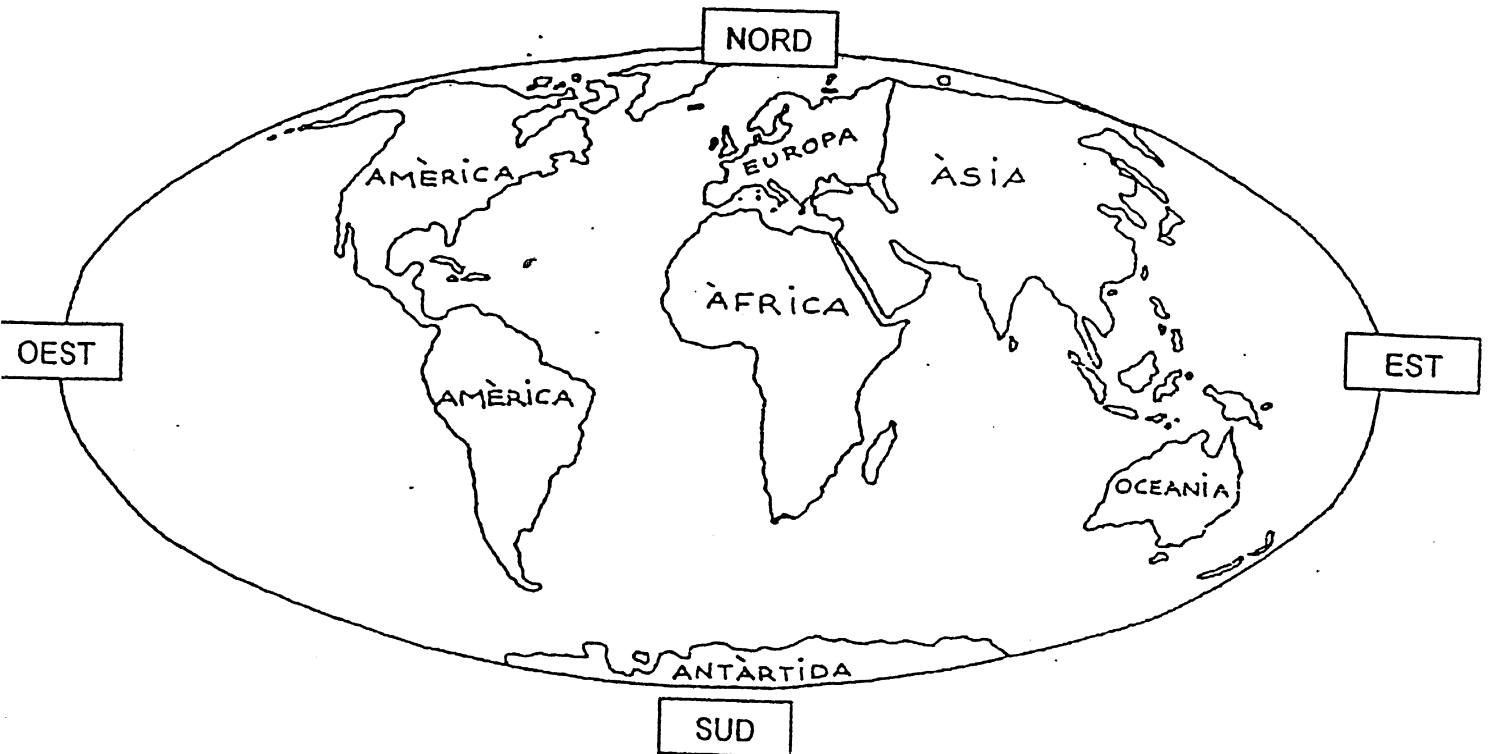 NORD
EUROPA
AMÈRICA
ÀSIA
ÀFRICA
OEST
EST
AMÈRICA
OCEANIA
ANTÀRTIDA
SUD